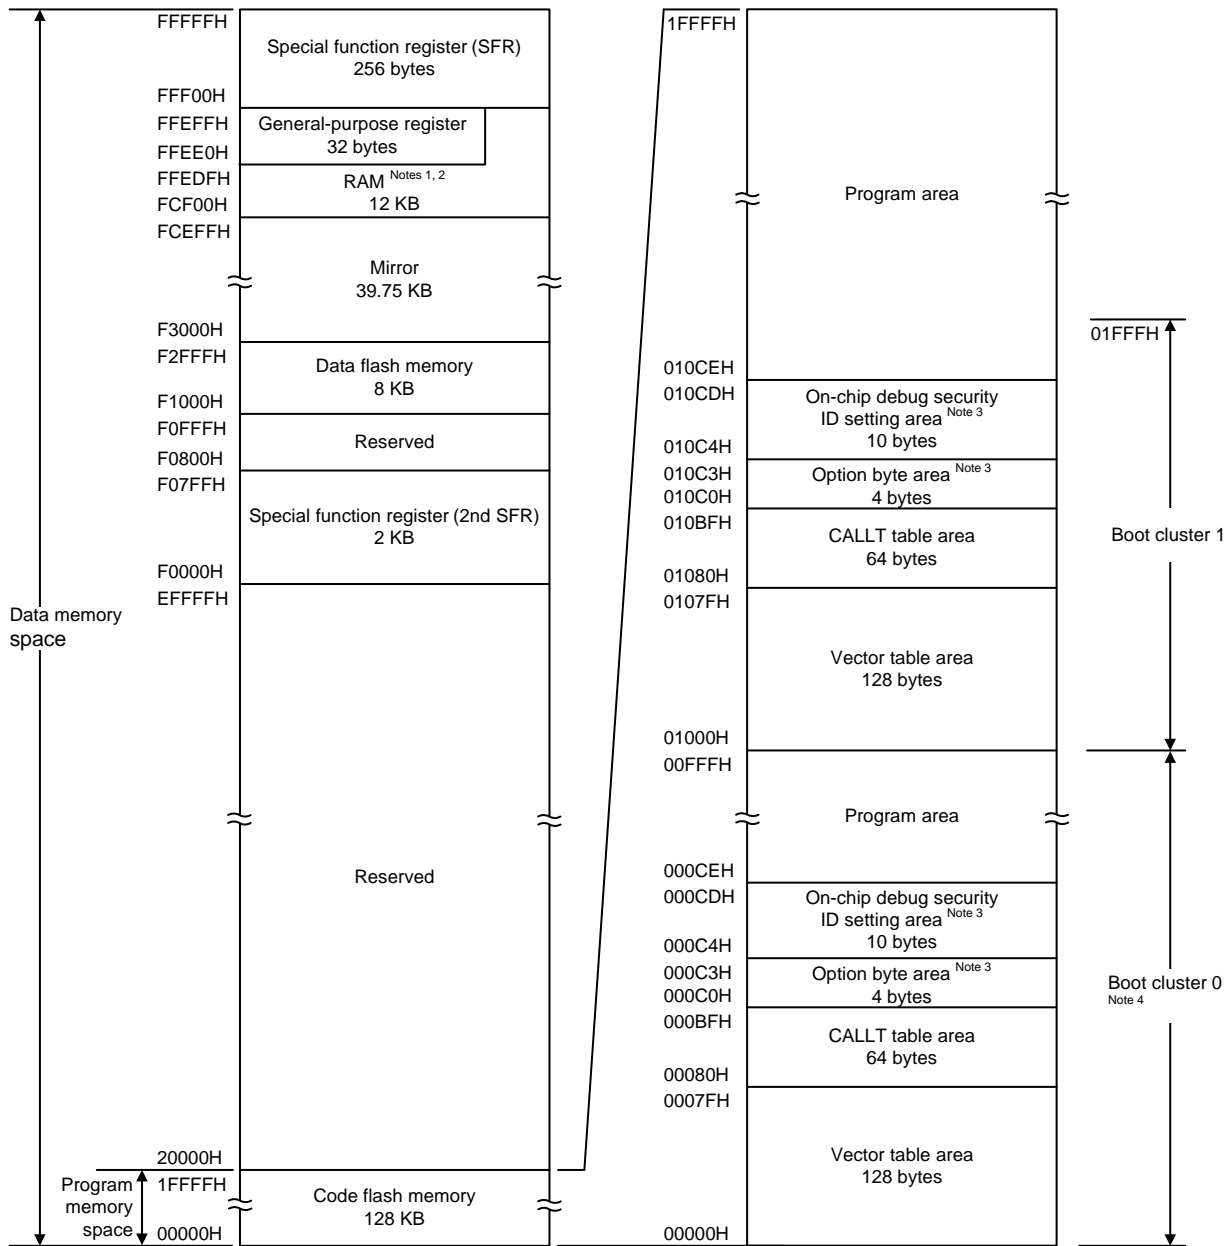 FFFFFH
Special function register (SFR)
256 bytes
FFF00H
FFEFFH
General-purpose register
32 bytes
FFEE0H
FFEDFH
RAM Notes 1, 2
12 KB
FCF00H
FCEFFH
Mirror
39.75 KB
F3000H
F2FFFH
Data flash memory
8 KB
F1000H
F0FFFH
Reserved
F0800H
F07FFH
Special function register (2nd SFR)
2 KB
F0000H
EFFFFH
Data memory
space
Reserved
20000H
1FFFFH
Program
memory
space
Code flash memory
128 KB
00000H
1FFFFH
Program area
01FFFH
010CEH
010CDH
On-chip debug security
ID setting area Note 3
10 bytes
010C4H
010C3H
Option byte area Note 3
4 bytes
010C0H
010BFH
CALLT table area
64 bytes
01080H
0107FH
Boot cluster 1
Vector table area
128 bytes
01000H
00FFFH
Program area
000CEH
000CDH
On-chip debug security
ID setting area Note 3
10 bytes
000C4H
000C3H
Option byte area Note 3
4 bytes
000C0H
000BFH
Boot cluster 0
Note 4
CALLT table area
64 bytes
00080H
0007FH
Vector table area
128 bytes
00000H